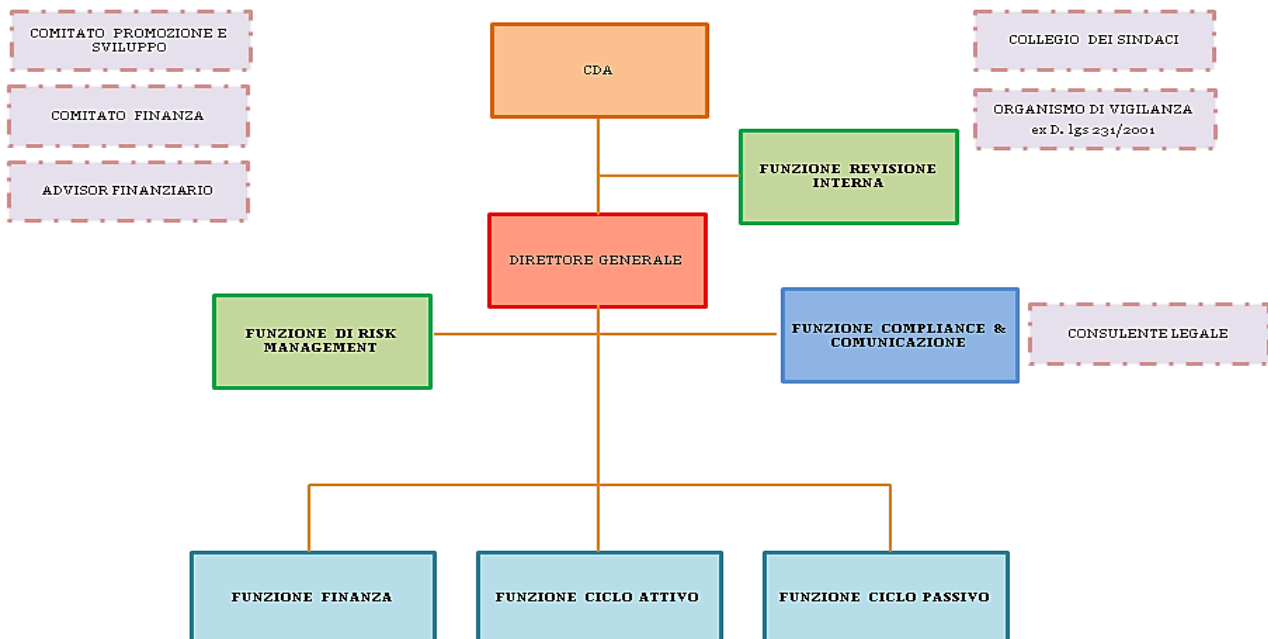 COMITATO PROMOZIONE E
SVILUPPO
CDA
COLLEGIO DEI SINDACI
COMITATO FINANZA
ORGANISMO DI VIGILANZA
ex D. lgs 231/2001
ADVISOR FINANZIARIO
FUNZIONE REVISIONE
INTERNA
DIRETTORE GENERALE
FUNZIONE DI RISK
MANAGEMENT
FUNZIONE COMPLIANCE &
COMUNICAZIONE
CONSULENTE LEGALE
FUNZIONE FINANZA
FUNZIONE CICLO ATTIVO
FUNZIONE CICLO PASSIVO